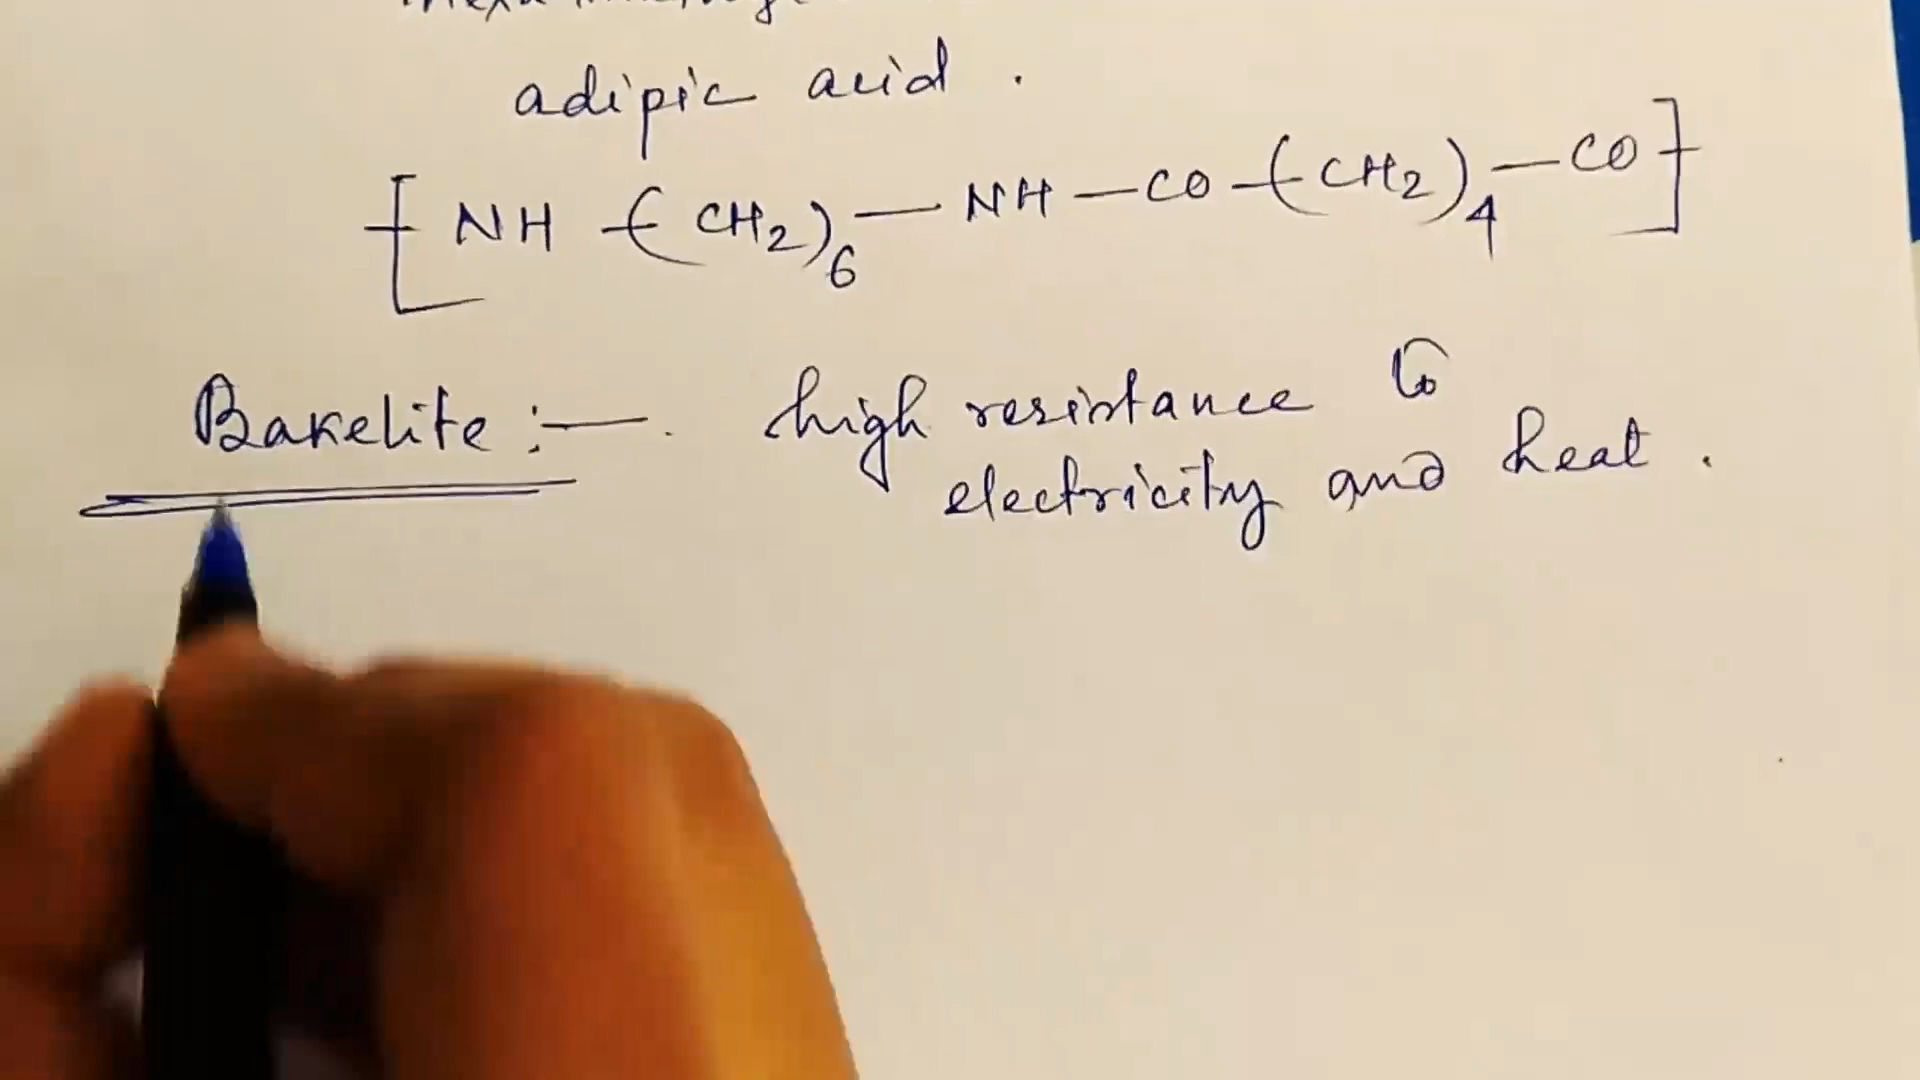 adipic acid .
[ NH -( CH2 )6 - NH - CO -( CH2 )4 - CO ]
Bakelite :- . high resistance to
electricity and heat .